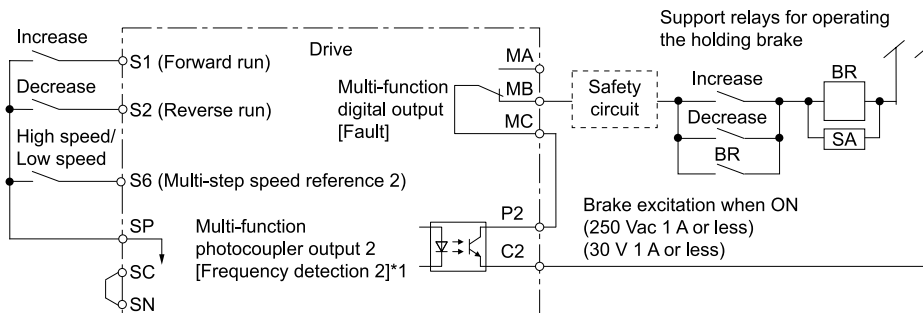 Increase
S1 (Forward run)
Decrease
S2 (Reverse run)
High speed/
Low speed
S6 (Multi-step speed reference 2)
SP
SC
SN
Drive
Multi-function
digital output
[Fault]
MA
MB
MC
Multi-function
photocoupler output 2
[Frequency detection 2]*1
P2
C2
Safety
circuit
Support relays for operating
the holding brake
Increase
Decrease
BR
BR
SA
Brake excitation when ON
(250 Vac 1 A or less)
(30 V 1 A or less)